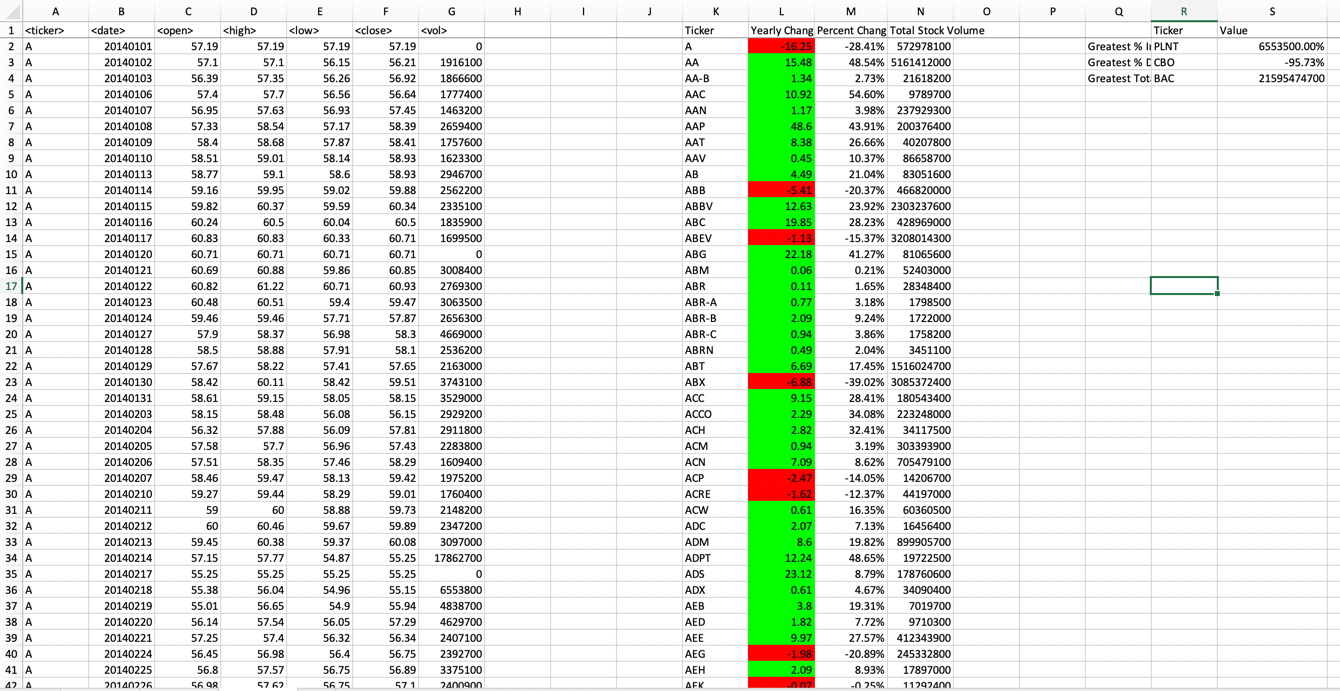 A B C D E F G H I J K L M N O P Q R S
1 <ticker> <date> <open> <high> <low> <close> <vol> Ticker Yearly Chang Percent Chang Total Stock Volume Ticker Value
2 A 20140101 57.19 57.19 57.19 57.19 0 A -16.25 -28.41% 572978100 Greatest % I PLNT 6553500.00%
3 A 20140102 57.1 57.1 56.15 56.21 1916100 AA 15.48 48.54% 5161412000 Greatest % D CBO -95.73%
4 A 20140103 56.39 57.35 56.26 56.92 1866600 AA-B 1.34 2.73% 21618200 Greatest Tot BAC 21595474700
5 A 20140106 57.4 57.7 56.56 56.64 1777400 AAC 10.92 54.60% 9789700
6 A 20140107 56.95 57.63 56.93 57.45 1463200 AAN 1.17 3.98% 237929300
7 A 20140108 57.33 58.54 57.17 58.39 2659400 AAP 48.6 43.91% 200376400
8 A 20140109 58.4 58.68 57.87 58.41 1757600 AAT 8.38 26.66% 40207800
9 A 20140110 58.51 59.01 58.14 58.93 1623300 AAV 0.45 10.37% 86658700
10 A 20140113 58.77 59.1 58.6 58.93 2946700 AB 4.49 21.04% 83051600
11 A 20140114 59.16 59.95 59.02 59.88 2562200 ABB -5.41 -20.37% 466820000
12 A 20140115 59.82 60.37 59.59 60.34 2335100 ABBV 12.63 23.92% 2303237600
13 A 20140116 60.24 60.5 60.04 60.5 1835900 ABC 19.85 28.23% 428969000
14 A 20140117 60.83 60.83 60.33 60.71 1699500 ABEV -1.13 -15.37% 3208014300
15 A 20140120 60.71 60.71 60.71 60.71 0 ABG 22.18 41.27% 81065600
16 A 20140121 60.69 60.88 59.86 60.85 3008400 ABM 0.06 0.21% 52403000
17 A 20140122 60.82 61.22 60.71 60.93 2769300 ABR 0.11 1.65% 28348400
18 A 20140123 60.48 60.51 59.4 59.47 3063500 ABR-A 0.77 3.18% 1798500
19 A 20140124 59.46 59.46 57.71 57.87 2656300 ABR-B 2.09 9.24% 1722000
20 A 20140127 57.9 58.37 56.98 58.3 4669000 ABR-C 0.94 3.86% 1758200
21 A 20140128 58.5 58.88 57.91 58.1 2536200 ABRN 0.49 2.04% 3451100
22 A 20140129 57.67 58.22 57.41 57.65 2163000 ABT 6.69 17.45% 1516024700
23 A 20140130 58.42 60.11 58.42 59.51 3743100 ABX -6.88 -39.02% 3085372400
24 A 20140131 58.61 59.15 58.05 58.15 3529000 ACC 9.15 28.41% 180543400
25 A 20140203 58.15 58.48 56.08 56.15 2929200 ACCO 2.29 34.08% 223248000
26 A 20140204 56.32 57.88 56.09 57.81 2911800 ACH 2.82 32.41% 34117500
27 A 20140205 57.58 57.7 56.96 57.43 2283800 ACM 0.94 3.19% 303393900
28 A 20140206 57.51 58.35 57.46 58.29 1609400 ACN 7.09 8.62% 705479100
29 A 20140207 58.46 59.47 58.13 59.42 1975200 ACP -2.47 -14.05% 14206700
30 A 20140210 59.27 59.44 58.29 59.01 1760400 ACRE -1.62 -12.37% 44197000
31 A 20140211 59 60 58.88 59.73 2148200 ACW 0.61 16.35% 60360500
32 A 20140212 60 60.46 59.67 59.89 2347200 ADC 2.07 7.13% 16456400
33 A 20140213 59.45 60.38 59.37 60.08 3097000 ADM 8.6 19.82% 899905700
34 A 20140214 57.15 57.77 54.87 55.25 17862700 ADPT 12.24 48.65% 19722500
35 A 20140217 55.25 55.25 55.25 55.25 0 ADS 23.12 8.79% 178760600
36 A 20140218 55.38 56.04 54.96 55.15 6553800 ADX 0.61 4.67% 34090400
37 A 20140219 55.01 56.65 54.9 55.94 4838700 AEB 3.8 19.31% 7019700
38 A 20140220 56.14 57.54 56.05 57.29 4629700 AED 1.82 7.72% 9710300
39 A 20140221 57.25 57.4 56.32 56.34 2407100 AEE 9.97 27.57% 412343900
40 A 20140224 56.45 56.98 56.4 56.75 2392700 AEG -1.98 -20.89% 245332800
41 A 20140225 56.8 57.57 56.75 56.89 3375100 AEH 2.09 8.93% 17897000
42 A 20140226 56.98 57.62 56.75 57.1 2400900 AEK -0.07 -0.25% 11292400